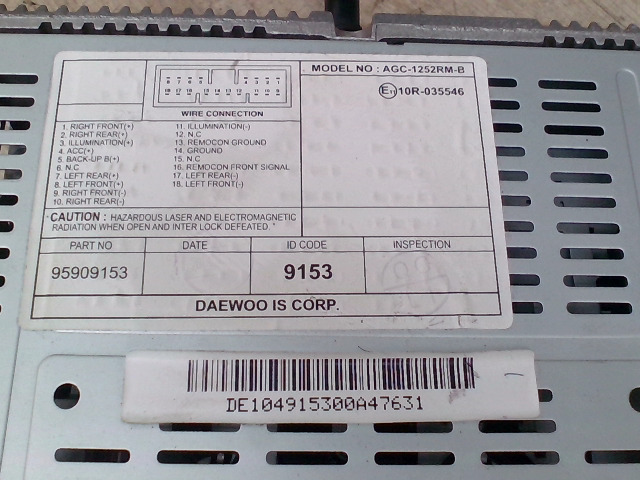 MODEL NO : AGC-1252RM-B
10R-035546
WIRE CONNECTION
1. RIGHT FRONT(+)
2. RIGHT REAR(+)
3. ILLUMINATION(+)
4. ACC(+)
5. BACK-UP B(+)
6. N.C
7. LEFT REAR(+)
8. LEFT FRONT(+)
9. RIGHT FRONT(-)
10. RIGHT REAR(-)
11. ILLUMINATION(-)
12. N.C
13. REMOCON GROUND
14. GROUND
15. N.C
16. REMOCON FRONT SIGNAL
17. LEFT REAR(-)
18. LEFT FRONT(-)
"CAUTION : HAZARDOUS LASER AND ELECTROMAGNETIC
RADIATION WHEN OPEN AND INTER LOCK DEFEATED. "
PART NO DATE ID CODE INSPECTION
95909153 9153
DAEWOO IS CORP.
DE104915300A47631